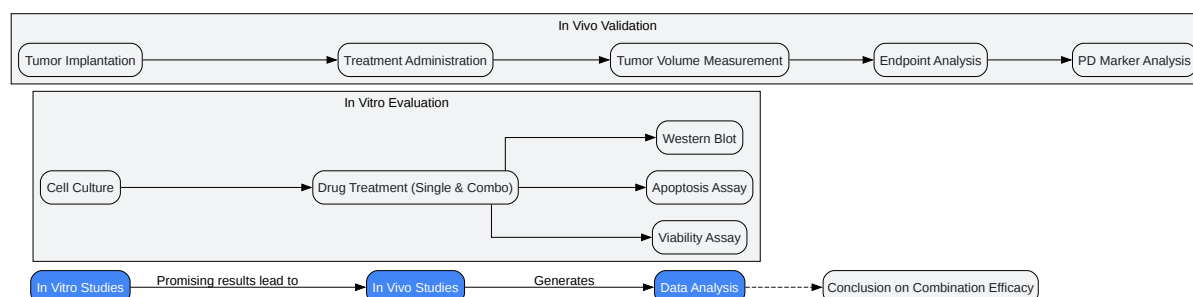 In Vivo Validation
Tumor Implantation
Treatment Administration
Tumor Volume Measurement
Endpoint Analysis
PD Marker Analysis
In Vitro Evaluation
Western Blot
Cell Culture
Drug Treatment (Single & Combo)
Apoptosis Assay
Viability Assay
In Vitro Studies
Promising results lead to
In Vivo Studies
Generates
Data Analysis
Conclusion on Combination Efficacy